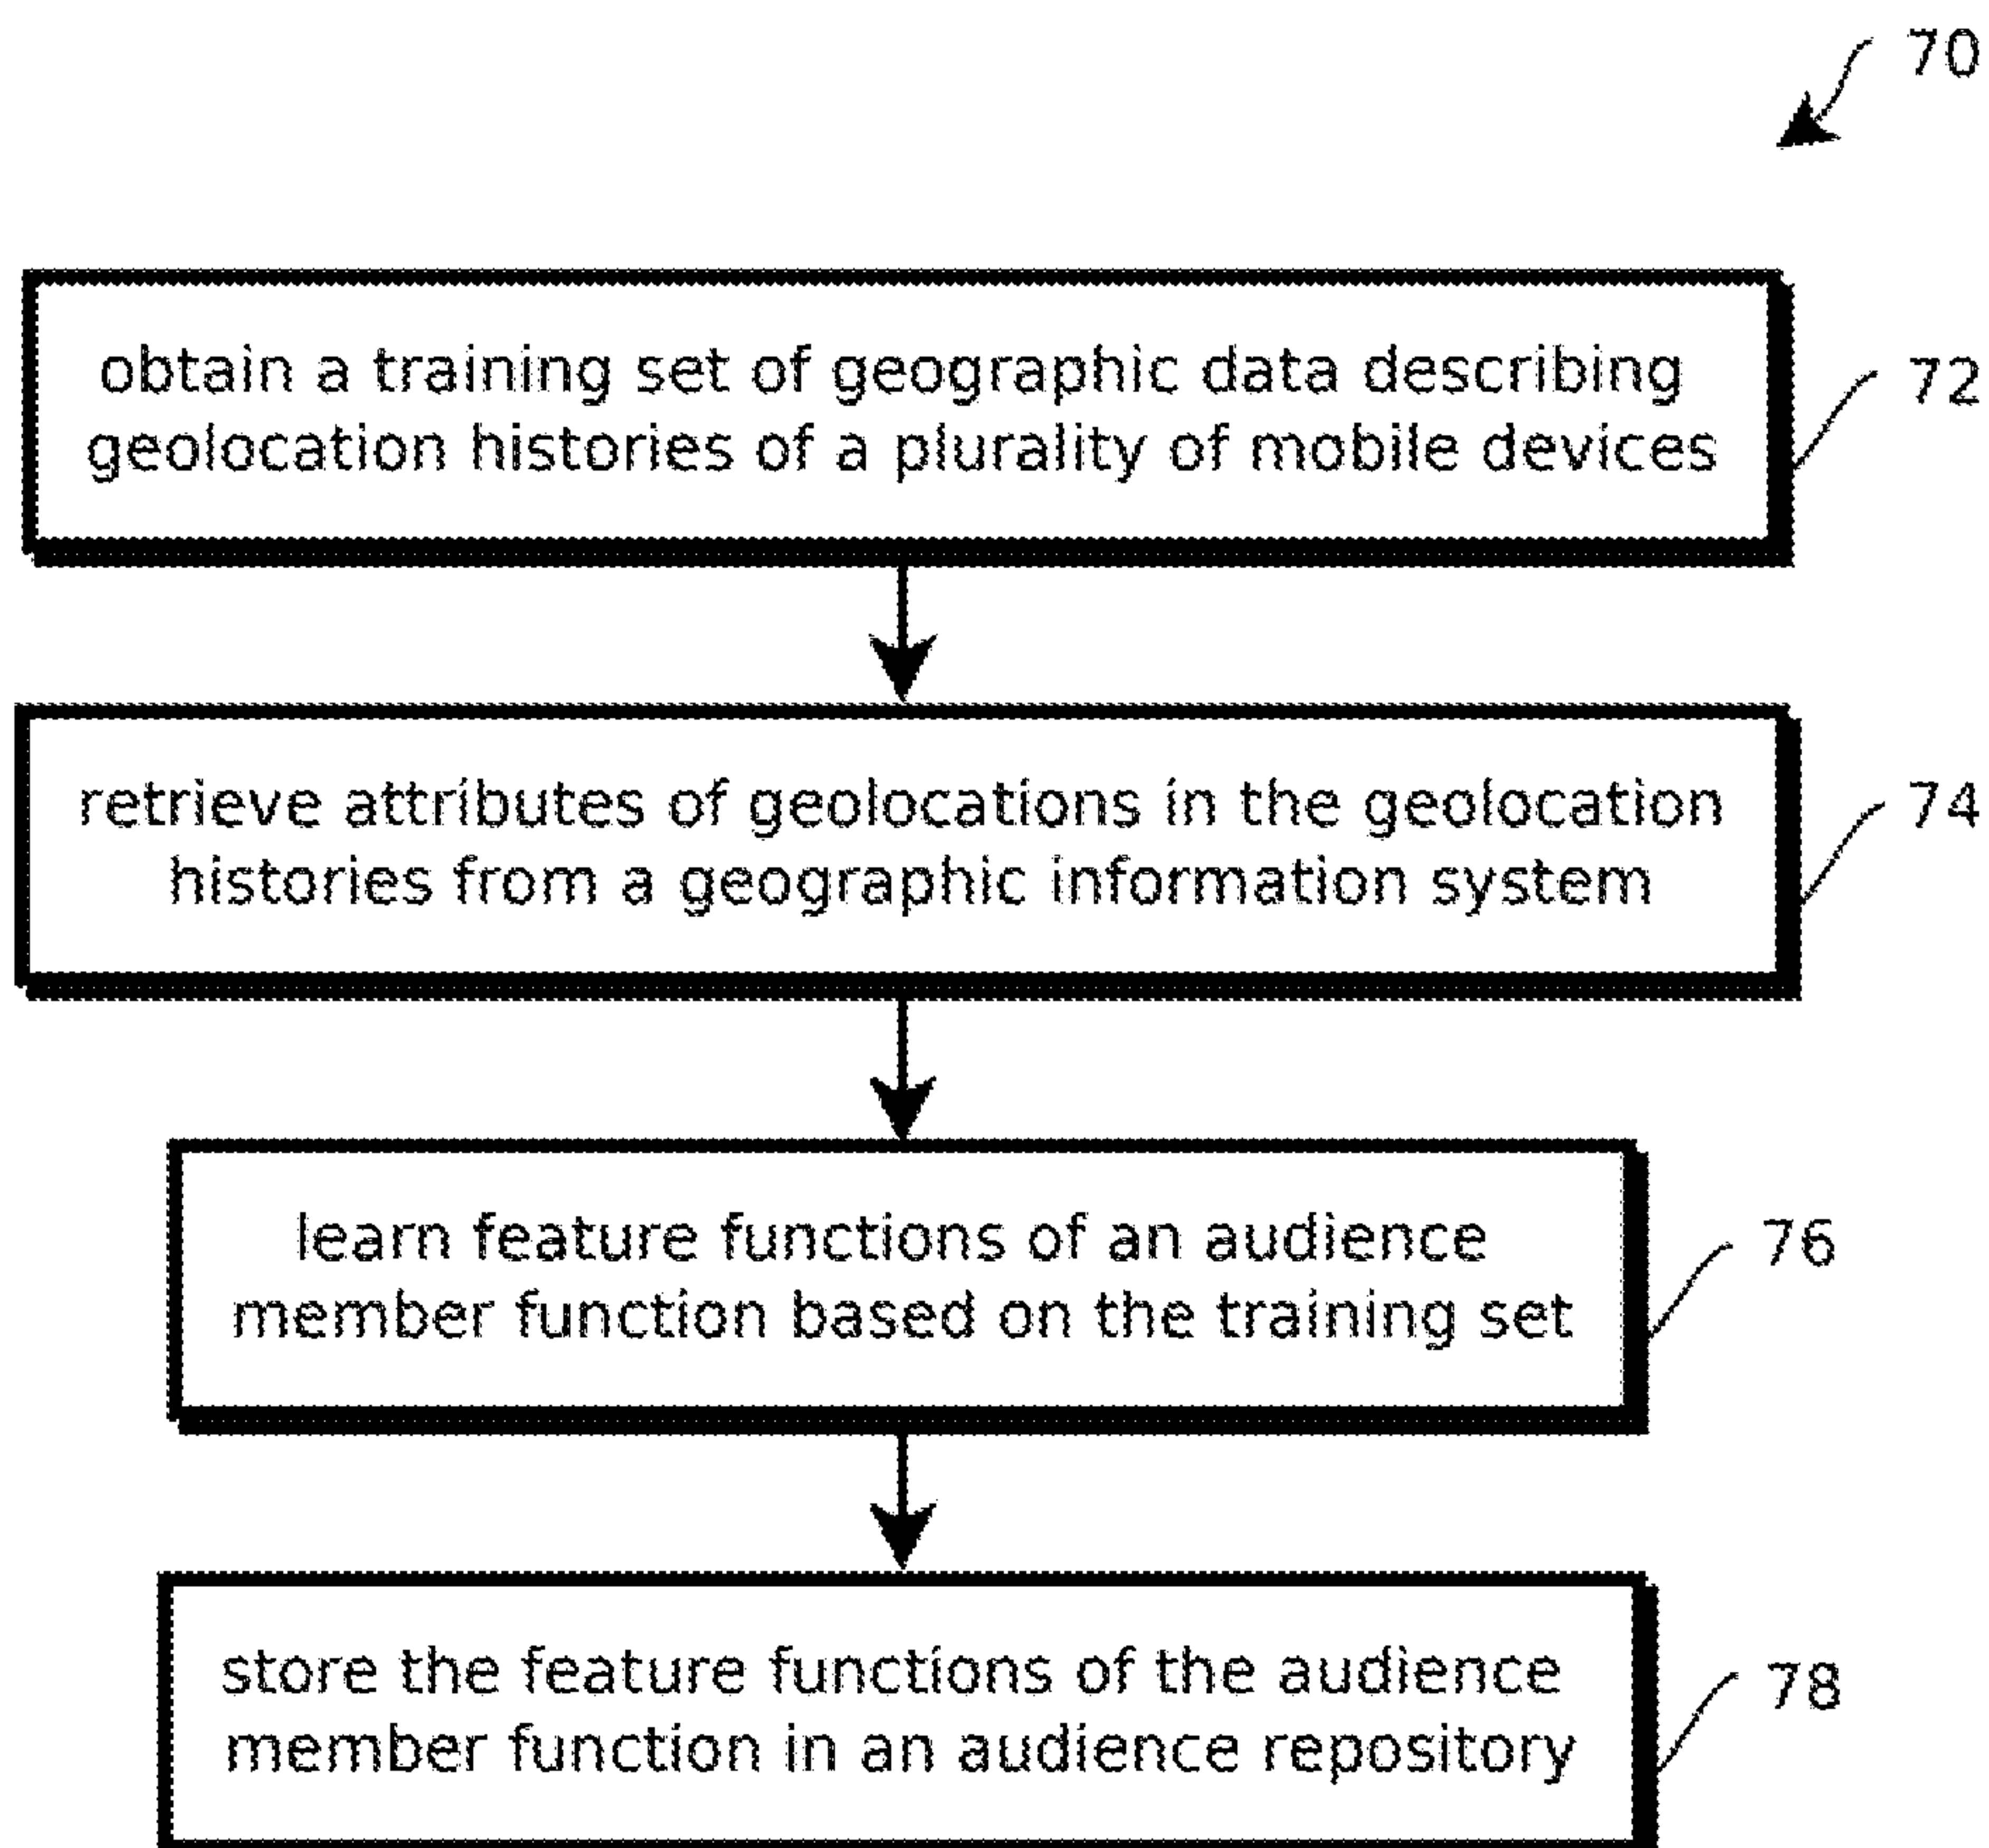 70
obtain a training set of geographic data describing
geolocation histories of a plurality of mobile devices
72
retrieve attributes of geolocations in the geolocation
histories from a geographic information system
74
learn feature functions of an audience
member function based on the training set
76
store the feature functions of the audience
member function in an audience repository
78